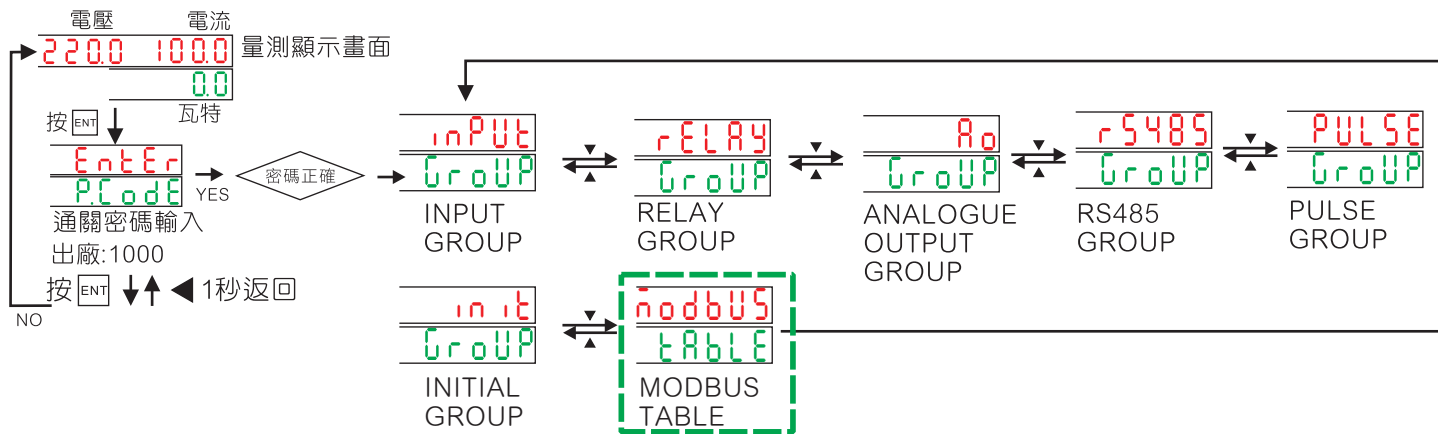 電壓 電流
220.0 100.0 量測顯示畫面
0.0
瓦特
按 ENT
EntEr
P.CodE
通關密碼輸入
出廠:1000
按 ENT 1秒返回
NO
YES
密碼正確
inPUt
GroUP
INPUT
GROUP
rELAY
GroUP
RELAY
GROUP
Ao
GroUP
ANALOGUE
OUTPUT
GROUP
rS485
GroUP
RS485
GROUP
PULSE
GroUP
PULSE
GROUP
init
GroUP
INITIAL
GROUP
modbUS
tAbLE
MODBUS
TABLE